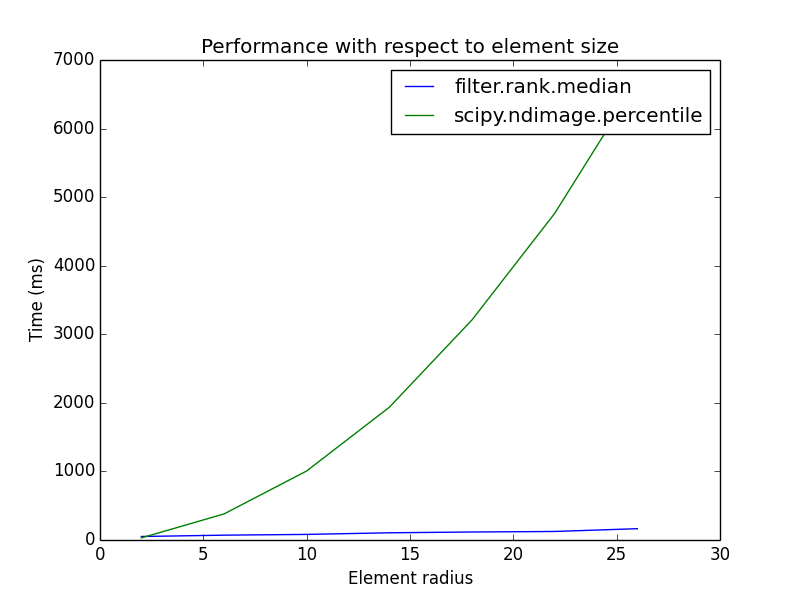 Performance with respect to element size
7000
6000
5000
4000
3000
2000
1000
0
Time (ms)
filter.rank.median
scipy.ndimage.percentile
0 5 10 15 20 25 30
Element radius